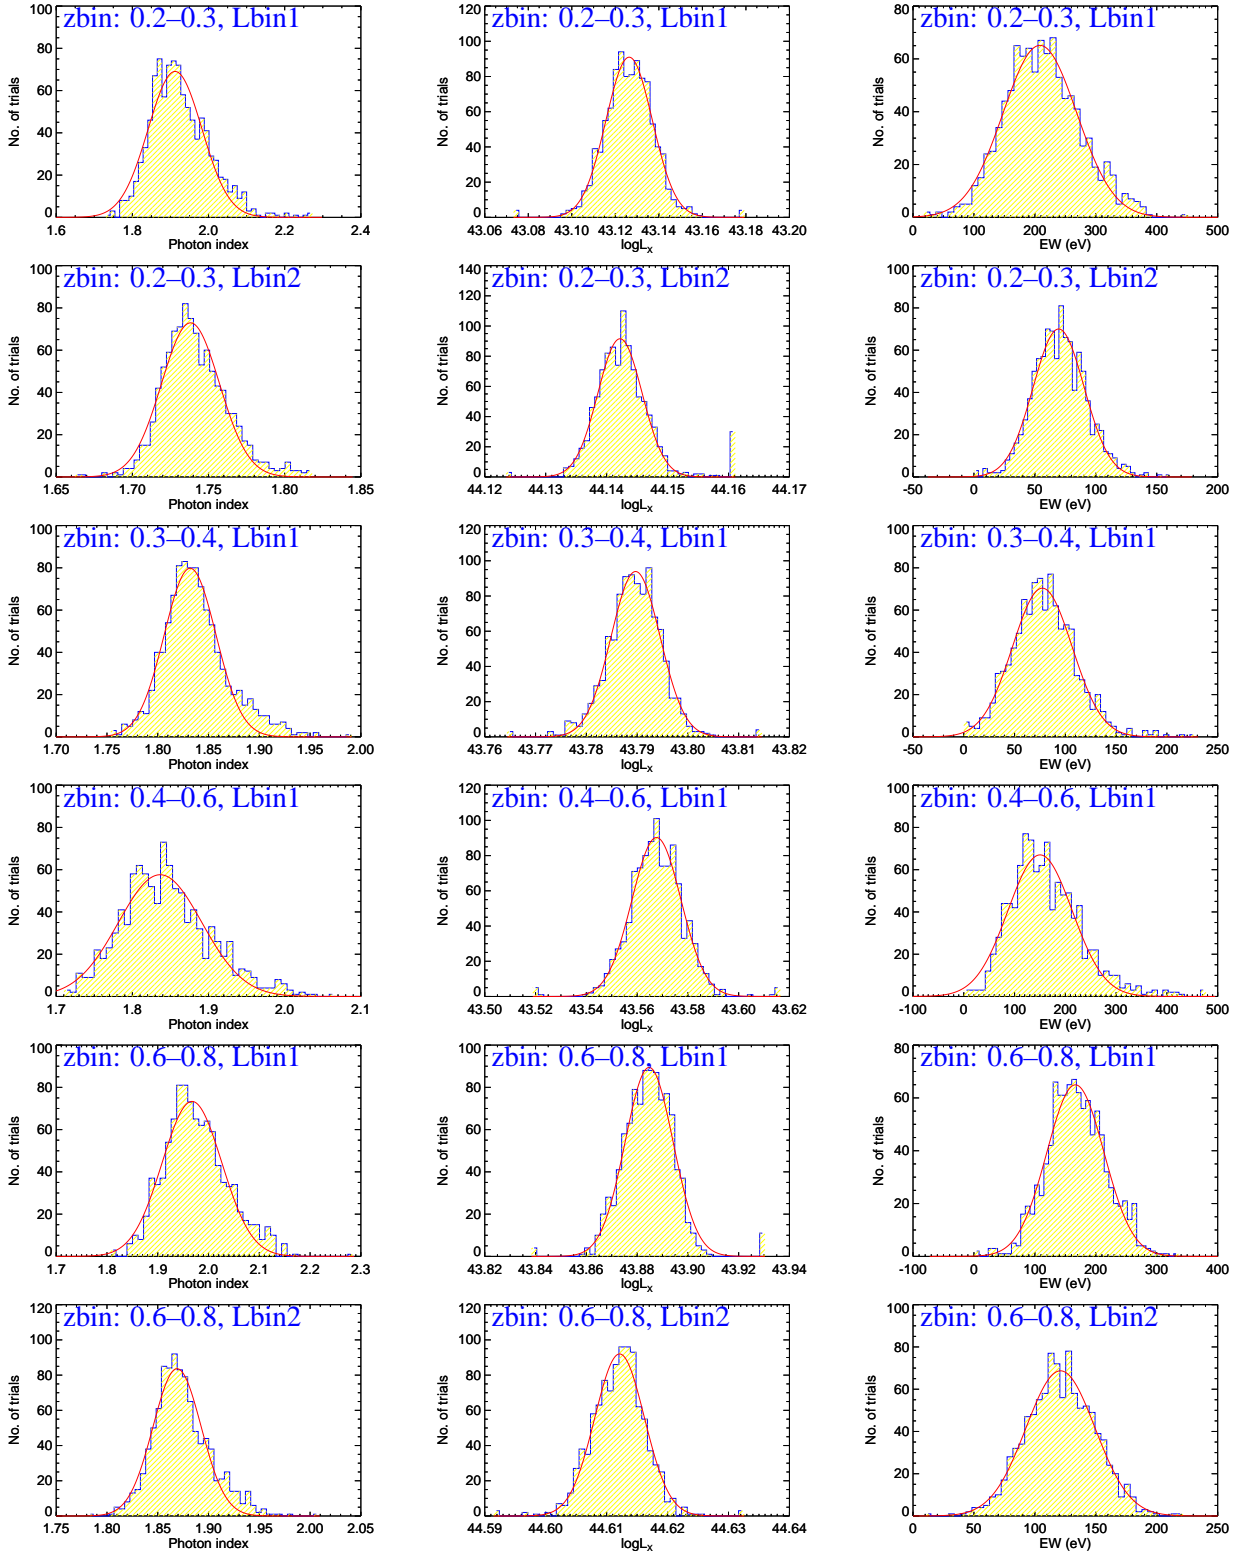 zbin: 0.2–0.3, Lbin1
No. of trials
100
80
60
40
20
0
1.6 1.8 2.0 2.2 2.4
Photon index
zbin: 0.2–0.3, Lbin1
No. of trials
120
100
80
60
40
20
0
43.06 43.08 43.10 43.12 43.14 43.16 43.18 43.20
logLx
zbin: 0.2–0.3, Lbin1
No. of trials
80
60
40
20
0
0 100 200 300 400 500
EW (eV)
zbin: 0.2–0.3, Lbin2
No. of trials
100
80
60
40
20
0
1.65 1.70 1.75 1.80 1.85
Photon index
zbin: 0.2–0.3, Lbin2
No. of trials
140
120
100
80
60
40
20
0
44.12 44.13 44.14 44.15 44.16 44.17
logLx
zbin: 0.2–0.3, Lbin2
No. of trials
100
80
60
40
20
0
-50 0 50 100 150 200
EW (eV)
zbin: 0.3–0.4, Lbin1
No. of trials
100
80
60
40
20
0
1.70 1.75 1.80 1.85 1.90 1.95 2.00
Photon index
zbin: 0.3–0.4, Lbin1
No. of trials
120
100
80
60
40
20
0
43.76 43.77 43.78 43.79 43.80 43.81 43.82
logLx
zbin: 0.3–0.4, Lbin1
No. of trials
100
80
60
40
20
0
-50 0 50 100 150 200 250
EW (eV)
zbin: 0.4–0.6, Lbin1
No. of trials
100
80
60
40
20
0
1.7 1.8 1.9 2.0 2.1
Photon index
zbin: 0.4–0.6, Lbin1
No. of trials
120
100
80
60
40
20
0
43.50 43.52 43.54 43.56 43.58 43.60 43.62
logLx
zbin: 0.4–0.6, Lbin1
No. of trials
100
80
60
40
20
0
-100 0 100 200 300 400 500
EW (eV)
zbin: 0.6–0.8, Lbin1
No. of trials
100
80
60
40
20
0
1.7 1.8 1.9 2.0 2.1 2.2 2.3
Photon index
zbin: 0.6–0.8, Lbin1
No. of trials
100
80
60
40
20
0
43.82 43.84 43.86 43.88 43.90 43.92 43.94
logLx
zbin: 0.6–0.8, Lbin1
No. of trials
80
60
40
20
0
-100 0 100 200 300 400
EW (eV)
zbin: 0.6–0.8, Lbin2
No. of trials
120
100
80
60
40
20
0
1.75 1.80 1.85 1.90 1.95 2.00 2.05
Photon index
zbin: 0.6–0.8, Lbin2
No. of trials
120
100
80
60
40
20
0
44.59 44.60 44.61 44.62 44.63 44.64
logLx
zbin: 0.6–0.8, Lbin2
No. of trials
100
80
60
40
20
0
0 50 100 150 200 250
EW (eV)